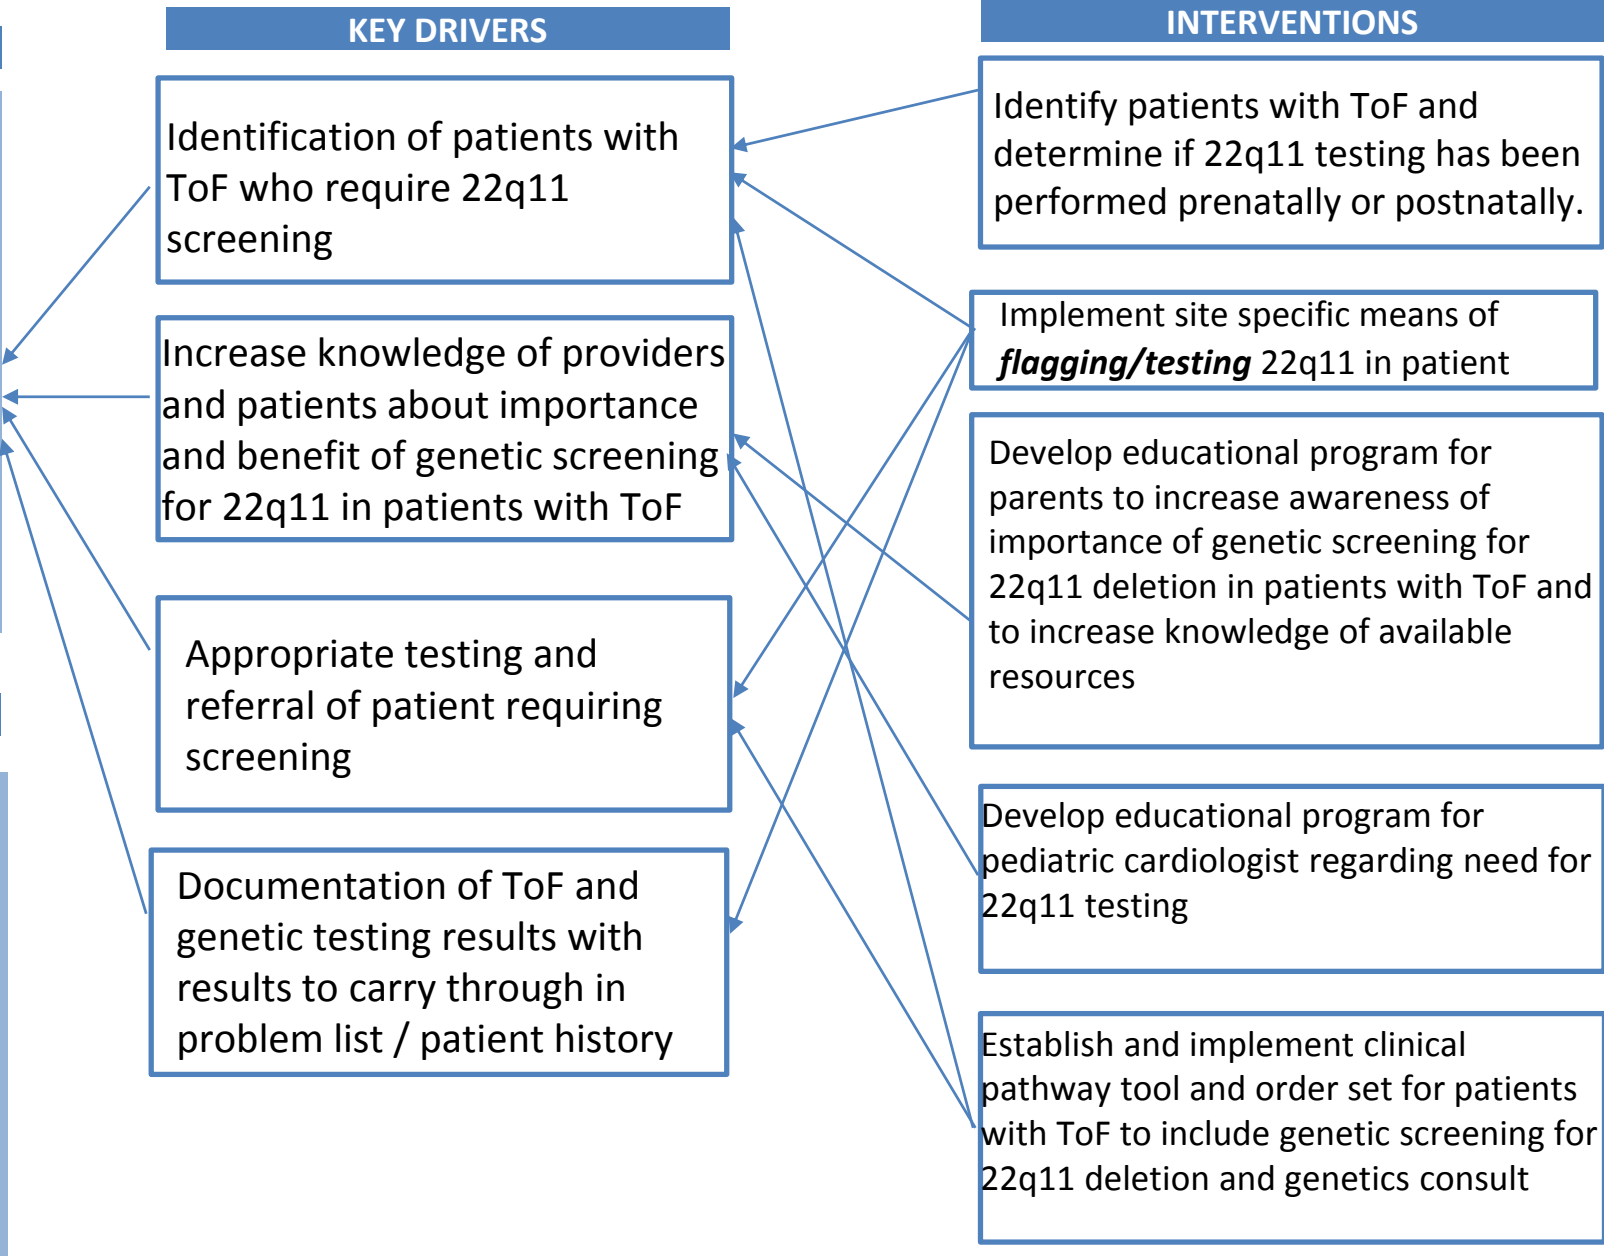 KEY DRIVERS
Identification of patients with
ToF who require 22q11
screening
Increase knowledge of providers
and patients about importance
and benefit of genetic screening
for 22q11 in patients with ToF
Appropriate testing and
referral of patient requiring
screening
Documentation of ToF and
genetic testing results with
results to carry through in
problem list / patient history
INTERVENTIONS
Identify patients with ToF and
determine if 22q11 testing has been
performed prenatally or postnatally.
Implement site specific means of
flagging/testing 22q11 in patient
Develop educational program for
parents to increase awareness of
importance of genetic screening for
22q11 deletion in patients with ToF and
to increase knowledge of available
resources
Develop educational program for
pediatric cardiologist regarding need for
22q11 testing
Establish and implement clinical
pathway tool and order set for patients
with ToF to include genetic screening for
22q11 deletion and genetics consult